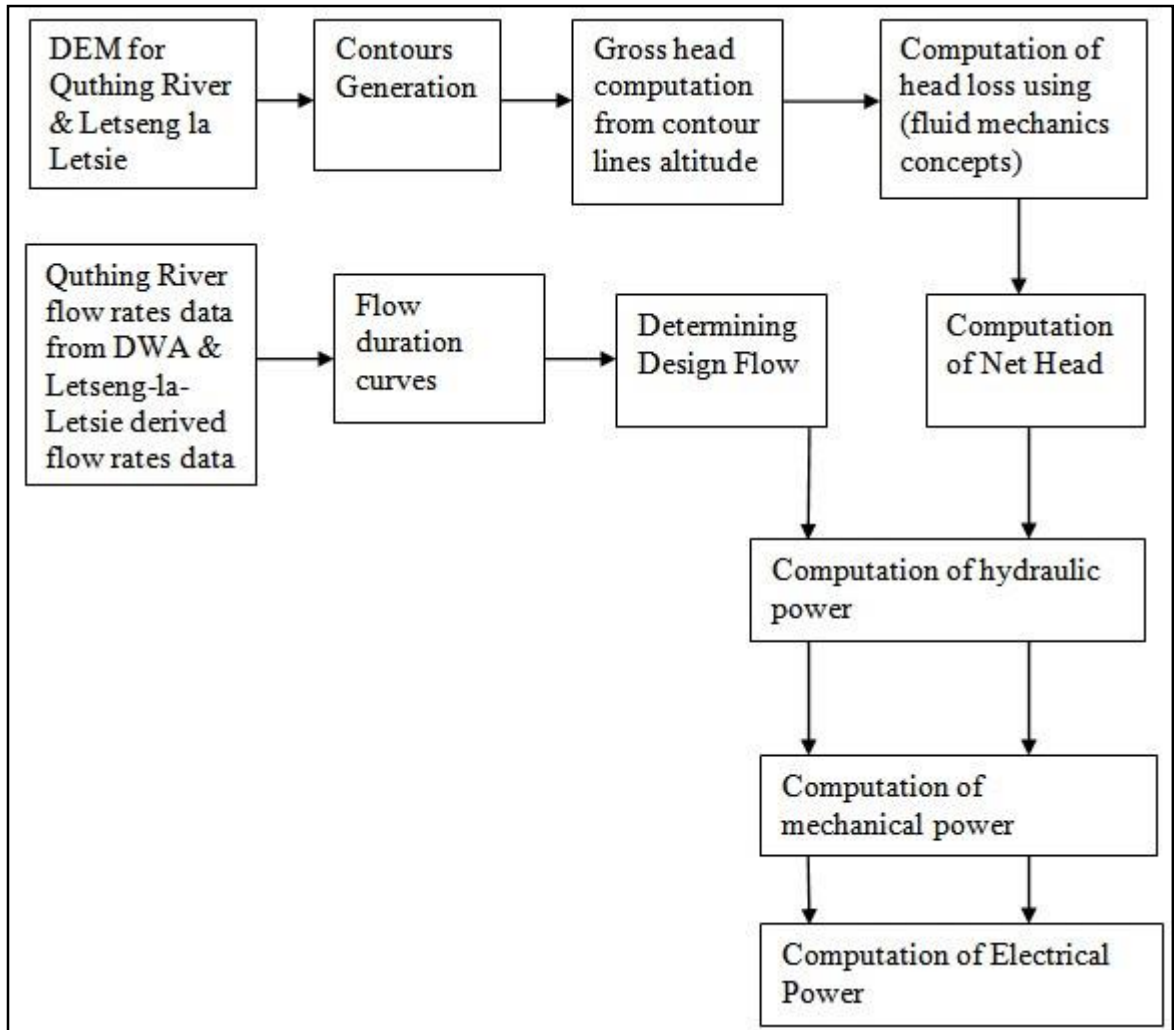 DEM for
Quthing River
& Letseng la
Letsie
Contours
Generation
Gross head
computation
from contour
lines altitude
Computation of
head loss using
(fluid mechanics
concepts)
Quthing River
flow rates data
from DWA &
Letseng-la-
Letsie derived
flow rates data
Flow
duration
curves
Determining
Design Flow
Computation
of Net Head
Computation of hydraulic
power
Computation of
mechanical power
Computation of Electrical
Power